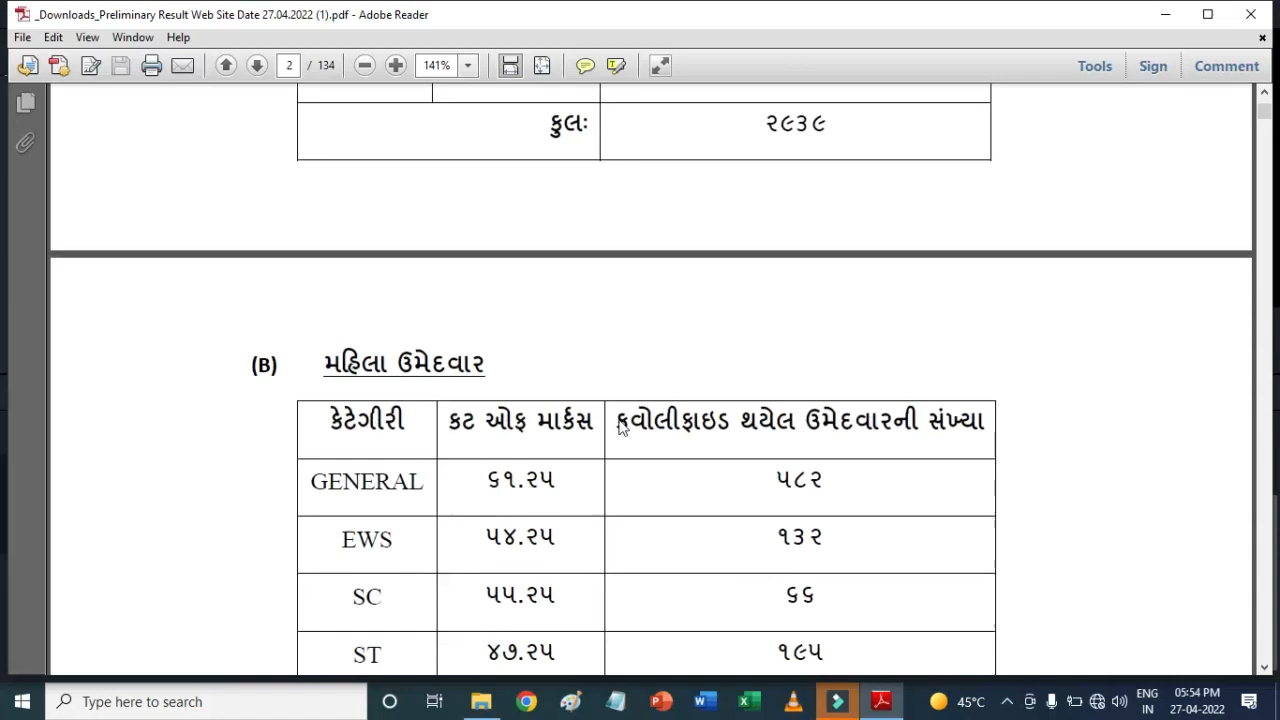 _Downloads_Preliminary Result Web Site Date 27.04.2022 (1).pdf - Adobe Reader
File Edit View Window Help
2 / 134 141% Tools Sign Comment
કુલઃ ૨૯૩૯
(B) મહિલા ઉમેદવાર
કેટેગીરી કટ ઓફ માર્કસ કવોલીફાઇડ થયેલ ઉમેદવારની સંખ્યા
GENERAL ૬૧.૨૫ ૫૮૨
EWS ૫૪.૨૫ ૧૩૨
SC ૫૫.૨૫ ૬૬
ST ૪૭.૨૫ ૧૯૫
Type here to search 45°C ENG IN 05:54 PM 27-04-2022